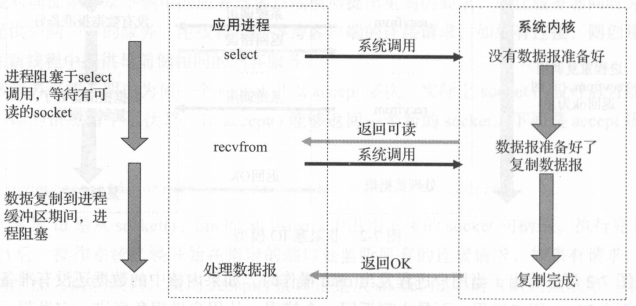 应用进程
系统内核
select
系统调用
没有数据报准备好
进程阻塞于select
调用，等待有可
读的socket
返回可读
recvfrom
系统调用
数据报准备好了
复制数据报
数据复制到进程
缓冲区期间，进
程阻塞
处理数据报
返回OK
复制完成